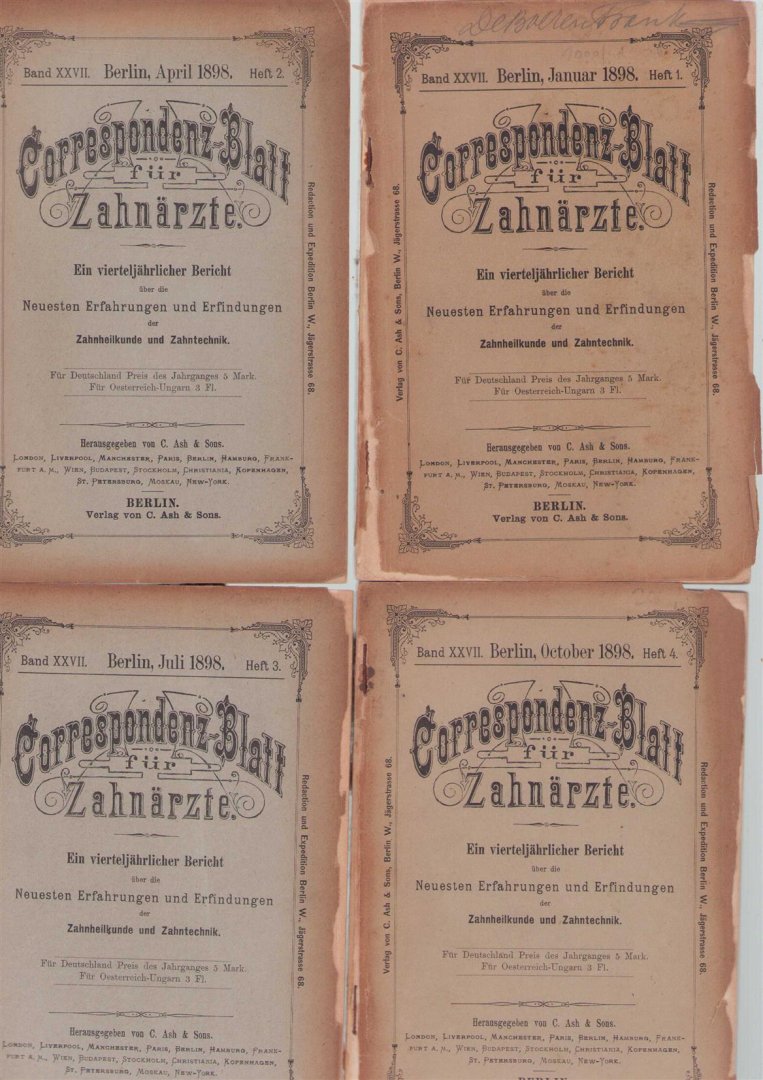 Band XXVII. Berlin, April 1898. Heft 2.
Correspondenz-Blatt
für
Zahnärzte.
Ein vierteljährlicher Bericht
über die
Neuesten Erfahrungen und Erfindungen
der
Zahnheilkunde und Zahntechnik.
Für Deutschland Preis des Jahrganges 5 Mark.
Für Oesterreich-Ungarn 3 Fl.
Herausgegeben von C. Ash & Sons.
London, Liverpool, Manchester, Paris, Berlin, Hamburg, Frank-
furt a. M., Wien, Budapest, Stockholm, Christiania, Kopenhagen,
St. Petersburg, Moskau, New-York.
BERLIN.
Verlag von C. Ash & Sons.
Redaction und Expedition Berlin W., Jägerstrasse 68.
Band XXVII. Berlin, Januar 1898. Heft 1.
Verlag von C. Ash & Sons, Berlin W., Jägerstrasse 68.
Correspondenz-Blatt
für
Zahnärzte.
Ein vierteljährlicher Bericht
über die
Neuesten Erfahrungen und Erfindungen
der
Zahnheilkunde und Zahntechnik.
Für Deutschland Preis des Jahrganges 5 Mark.
Für Oesterreich-Ungarn 3 Fl.
Herausgegeben von C. Ash & Sons.
London, Liverpool, Manchester, Paris, Berlin, Hamburg, Frank-
furt a. M., Wien, Budapest, Stockholm, Christiania, Kopenhagen,
St. Petersburg, Moskau, New-York.
BERLIN.
Verlag von C. Ash & Sons.
Redaction und Expedition Berlin W., Jägerstrasse 68.
Band XXVII. Berlin, Juli 1898. Heft 3.
Correspondenz-Blatt
für
Zahnärzte.
Ein vierteljährlicher Bericht
über die
Neuesten Erfahrungen und Erfindungen
der
Zahnheilkunde und Zahntechnik.
Für Deutschland Preis des Jahrganges 5 Mark.
Für Oesterreich-Ungarn 3 Fl.
Herausgegeben von C. Ash & Sons.
London, Liverpool, Manchester, Paris, Berlin, Hamburg, Frank-
furt a. M., Wien, Budapest, Stockholm, Christiania, Kopenhagen,
St. Petersburg, Moskau, New-York.
Redaction und Expedition Berlin W., Jägerstrasse 68.
Band XXVII. Berlin, October 1898. Heft 4.
Verlag von C. Ash & Sons, Berlin W., Jägerstrasse 68.
Correspondenz-Blatt
für
Zahnärzte.
Ein vierteljährlicher Bericht
über die
Neuesten Erfahrungen und Erfindungen
der
Zahnheilkunde und Zahntechnik.
Für Deutschland Preis des Jahrganges 5 Mark.
Für Oesterreich-Ungarn 3 Fl.
Herausgegeben von C. Ash & Sons.
London, Liverpool, Manchester, Paris, Berlin, Hamburg, Frank-
furt a. M., Wien, Budapest, Stockholm, Christiania, Kopenhagen,
St. Petersburg, Moskau, New-York.
BERLIN.
Redaction und Expedition Berlin W., Jägerstrasse 68.